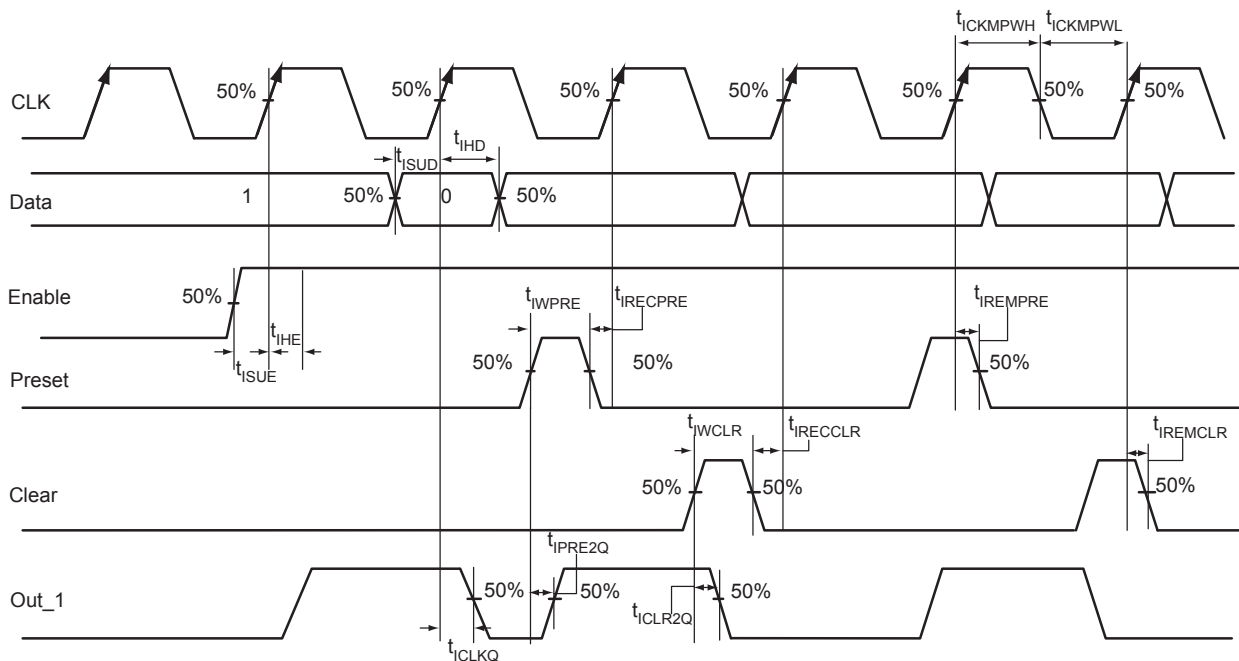 tICKMPWH tICKMPWL
CLK 50% 50% 50% 50% 50% 50% 50%
tISUD tIHD
Data 1 50% 0 50%
Enable 50%
tIHE
tISUE
tIWPRE tIRECPRE tIREMPRE
Preset 50% 50% 50%
tIWCLR tIRECCLR tIREMCLR
Clear 50% 50% 50%
tIPRE2Q
Out_1 50% 50% 50%
tICLR2Q
tICLKQ